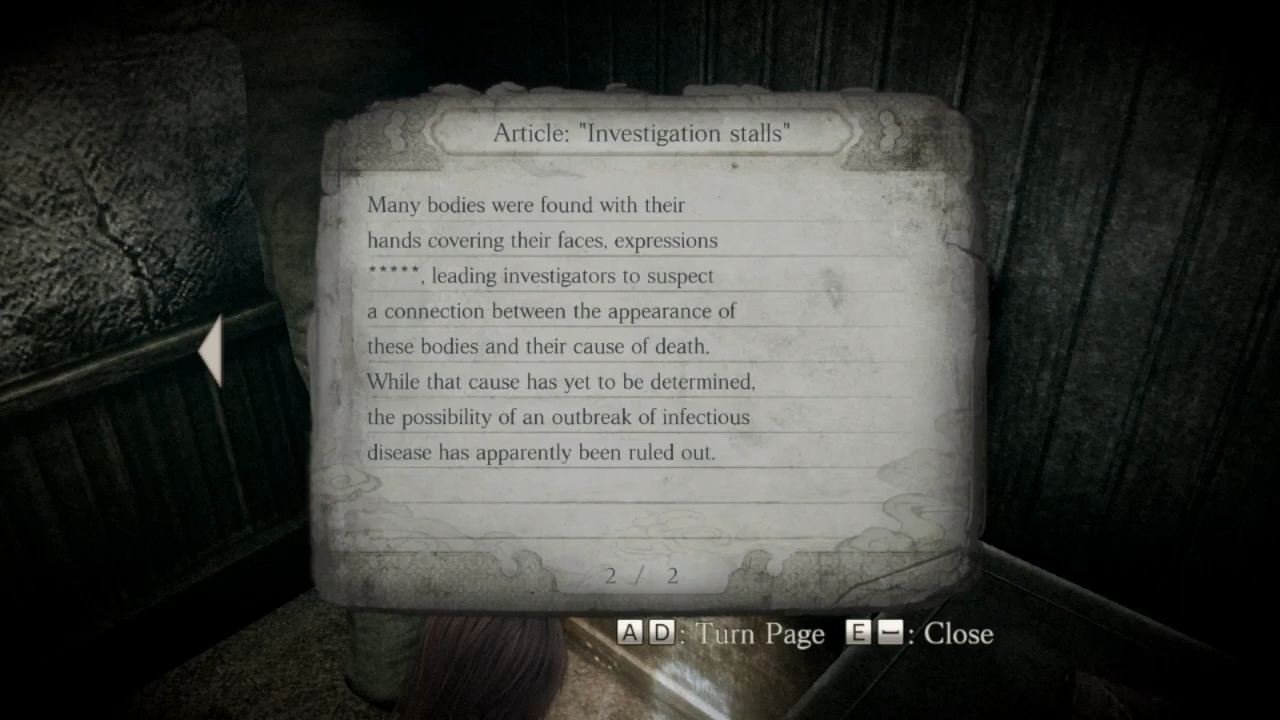 Article: "Investigation stalls"
Many bodies were found with their
hands covering their faces, expressions
*****, leading investigators to suspect
a connection between the appearance of
these bodies and their cause of death.
While that cause has yet to be determined,
the possibility of an outbreak of infectious
disease has apparently been ruled out.
2 / 2
A D : Turn Page E : Close